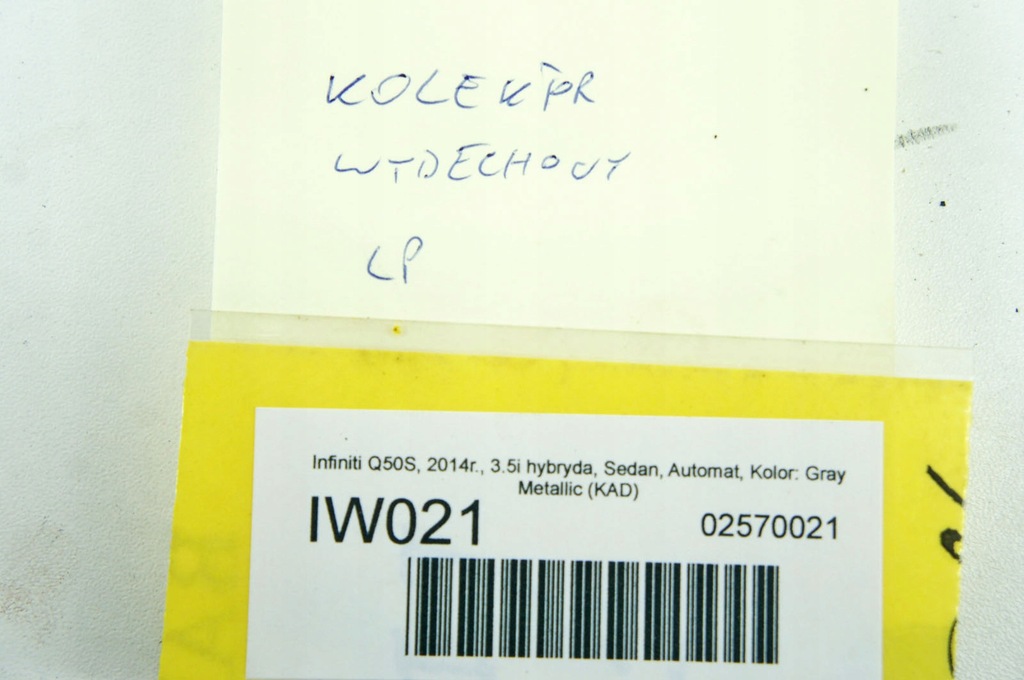 KOLEKTOR
WYDECHOWY
LP
Infiniti Q50S, 2014r., 3.5i hybryda, Sedan, Automat, Kolor: Gray
Metallic (KAD)
IW021
02570021